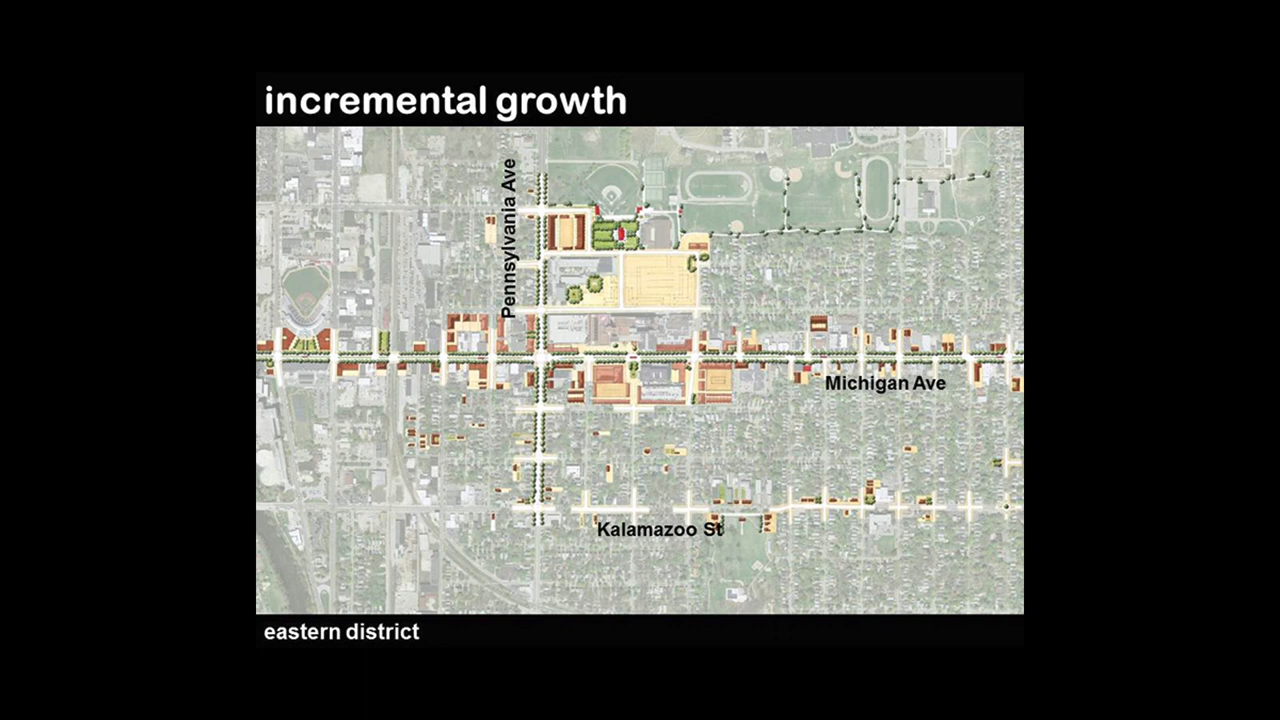 incremental growth
Pennsylvania Ave
Michigan Ave
Kalamazoo St
eastern district